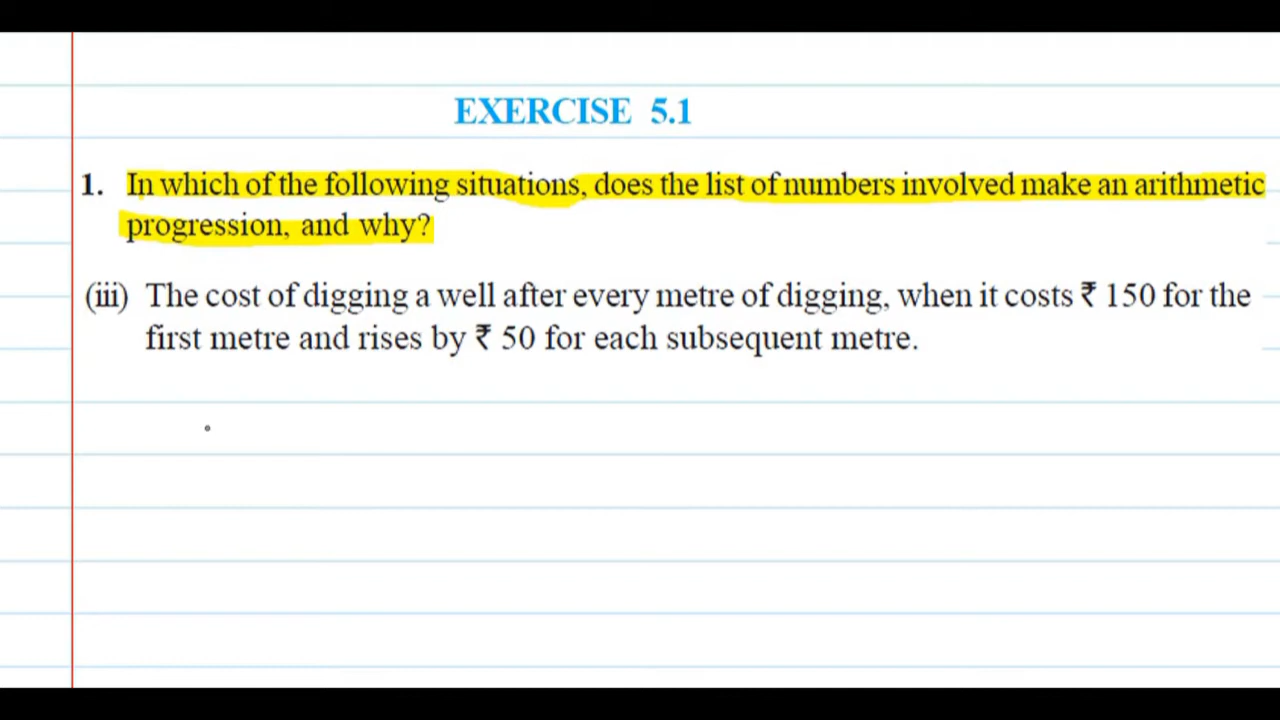 EXERCISE 5.1
1. In which of the following situations, does the list of numbers involved make an arithmetic
progression, and why?
(iii) The cost of digging a well after every metre of digging, when it costs ₹ 150 for the
first metre and rises by ₹ 50 for each subsequent metre.